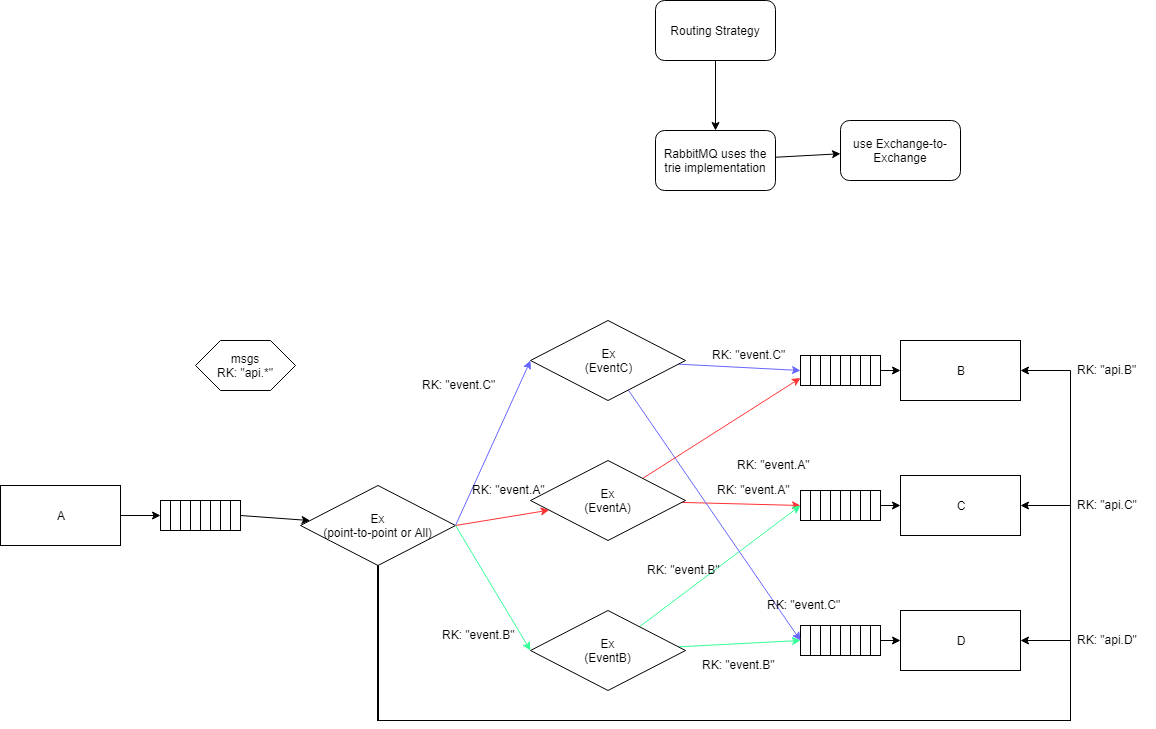 Routing Strategy
RabbitMQ uses the
trie implementation
use Exchange-to-
Exchange
msgs
RK: "api.*"
Ex
(EventC)
RK: "event.C"
B
RK: "api.B"
RK: "event.C"
RK: "event.A"
RK: "event.A"
Ex
(EventA)
RK: "event.A"
C
RK: "api.C"
A
Ex
(point-to-point or All)
RK: "event.B"
RK: "event.C"
RK: "event.B"
Ex
(EventB)
RK: "event.B"
D
RK: "api.D"